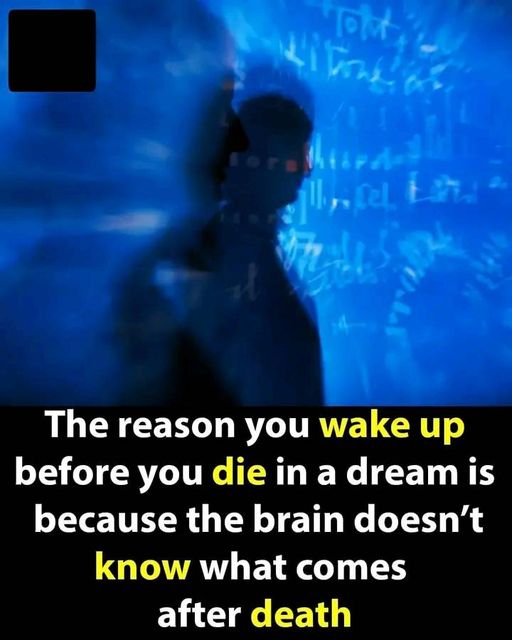 The reason you wake up
before you die in a dream is
because the brain doesn't
know what comes
after death